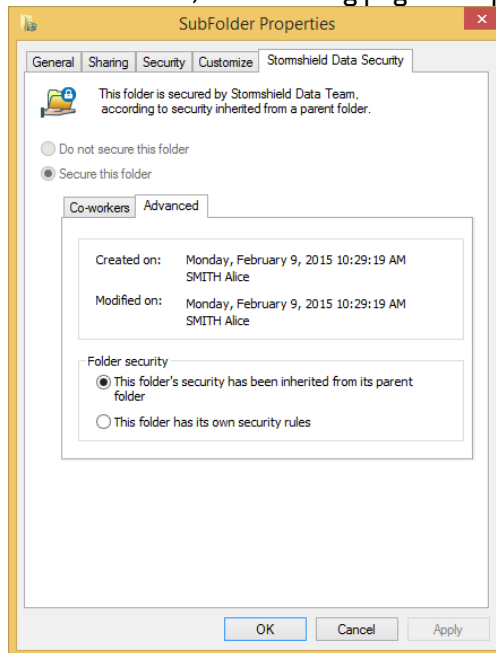 SubFolder Properties
General Sharing Security Customize Stormshield Data Security
This folder is secured by Stormshield Data Team,
according to security inherited from a parent folder.
Do not secure this folder
Secure this folder
Co-workers Advanced
Created on: Monday, February 9, 2015 10:29:19 AM
SMITH Alice
Modified on: Monday, February 9, 2015 10:29:19 AM
SMITH Alice
Folder security
This folder's security has been inherited from its parent
folder
This folder has its own security rules
OK Cancel Apply